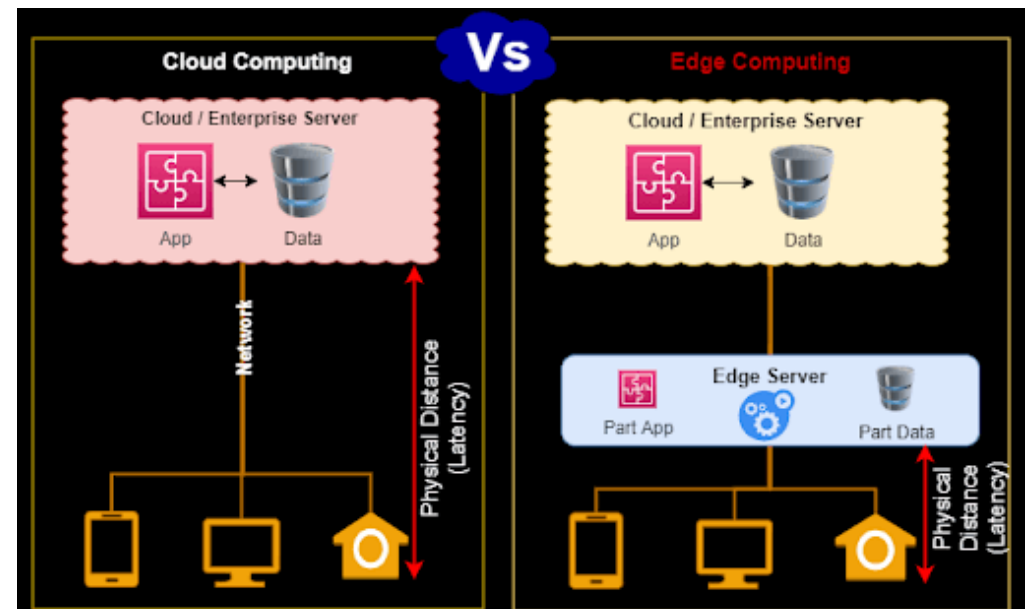 Vs
Cloud Computing
Cloud / Enterprise Server
App
Data
Network
Physical Distance
(Latency)
Edge Computing
Cloud / Enterprise Server
App
Data
Edge Server
Part App
Part Data
Physical
Distance
(Latency)